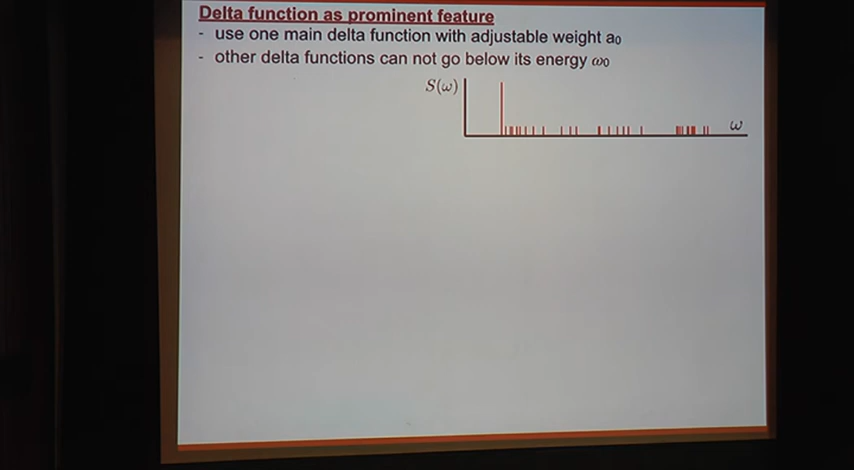 Delta function as prominent feature
- use one main delta function with adjustable weight a₀
- other delta functions can not go below its energy ω₀
S(ω)
ω